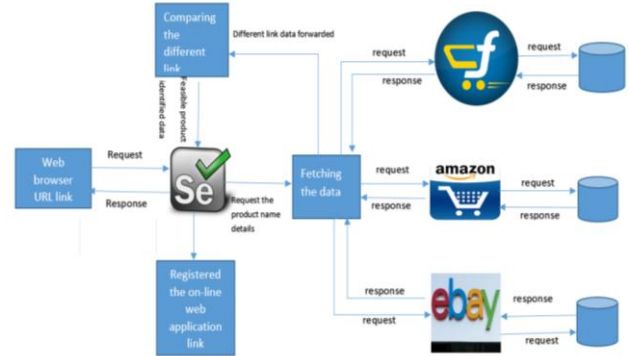 Comparing
the
different
link
Different link data forwarded
Feasible product
identified data
request
response
request
response
Web
browser
URL link
Request
Response
Se
Request the
product name
details
Fetching
the data
request
response
amazon
request
response
Registered
the on-line
web
application
link
response
request
ebay
response
request
f